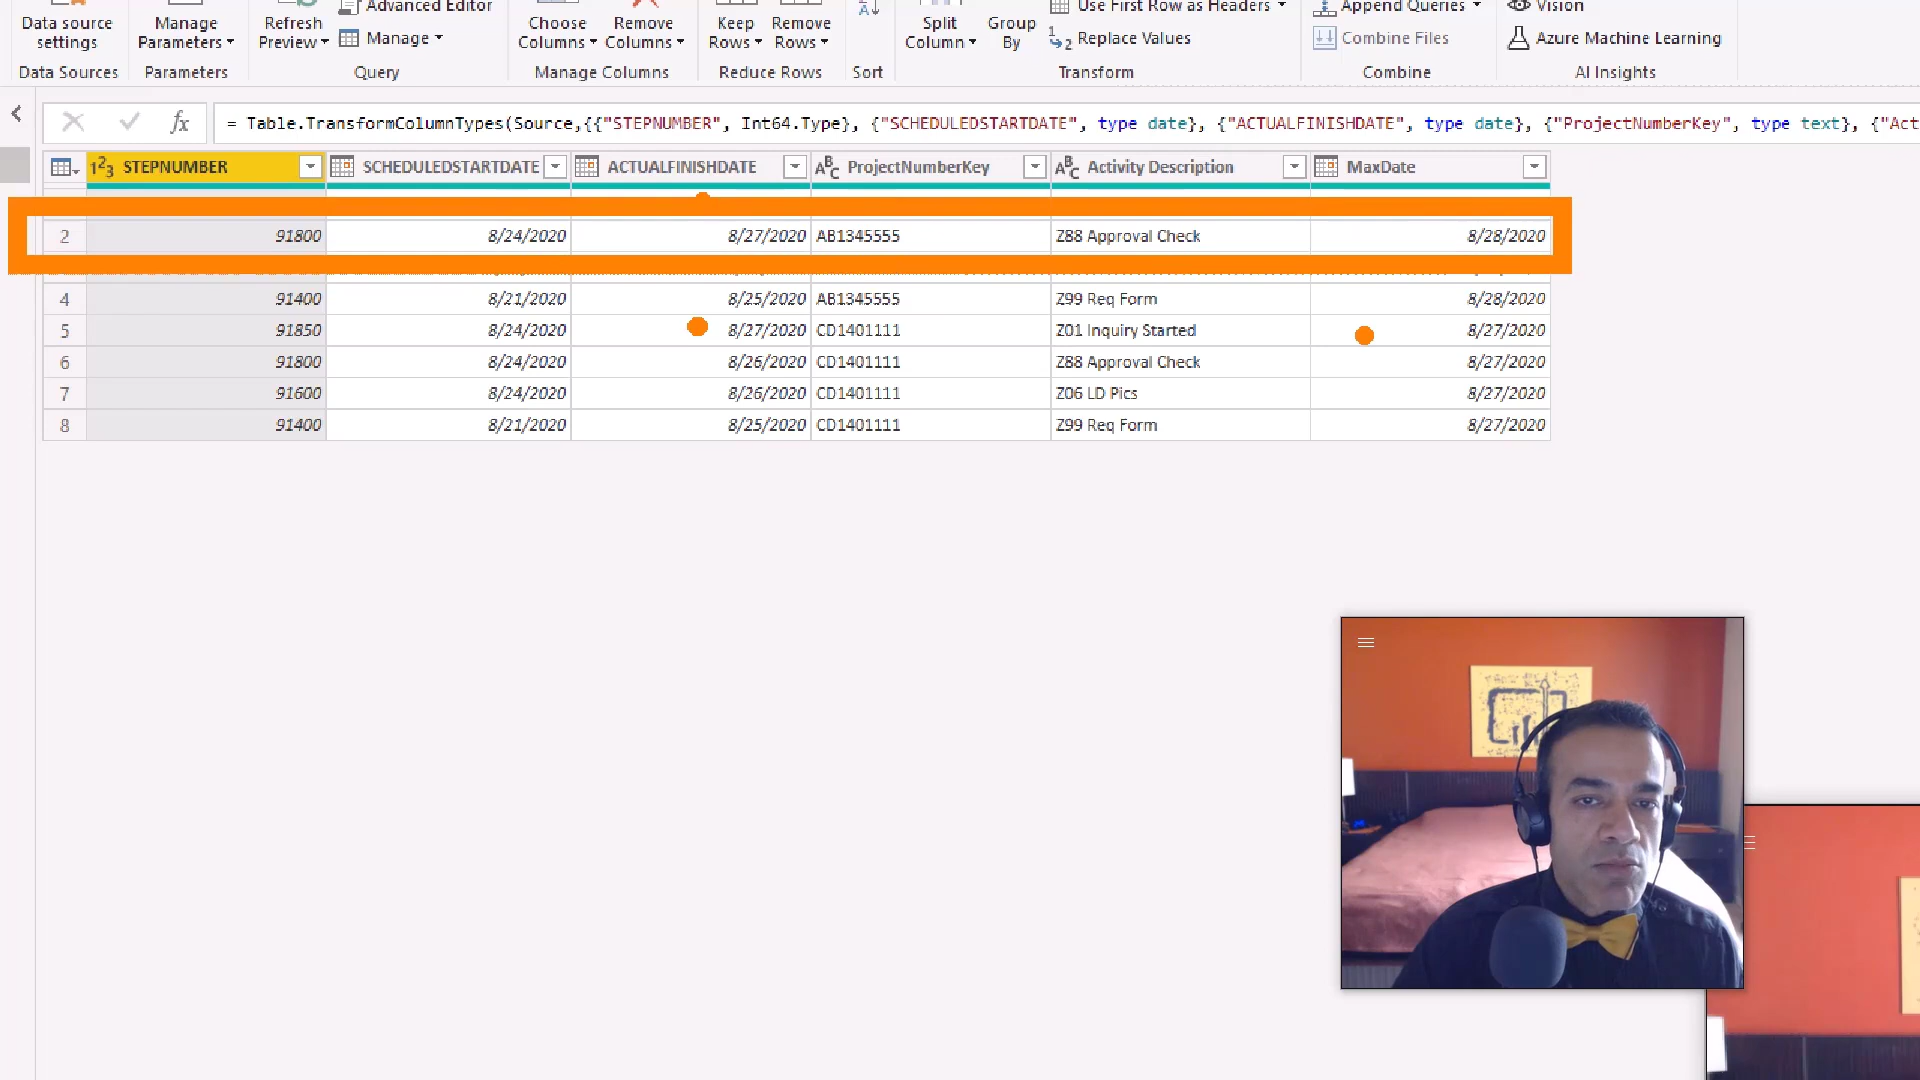 Advanced Editor
Use First Row as Headers
Append Queries
Vision
Data source settings
Manage Parameters
Refresh Preview
Manage
Choose Columns
Remove Columns
Keep Rows
Remove Rows
Split Column
Group By
Replace Values
Combine Files
Azure Machine Learning
Data Sources
Parameters
Query
Manage Columns
Reduce Rows
Sort
Transform
Combine
AI Insights
fx
= Table.TransformColumnTypes(Source,{{"STEPNUMBER", Int64.Type}, {"SCHEDULEDSTARTDATE", type date}, {"ACTUALFINISHDATE", type date}, {"ProjectNumberKey", type text}, {"Act
123 STEPNUMBER SCHEDULEDSTARTDATE ACTUALFINISHDATE ABC ProjectNumberKey ABC Activity Description MaxDate
2 91800 8/24/2020 8/27/2020 AB1345555 Z88 Approval Check 8/28/2020
4 91400 8/21/2020 8/25/2020 AB1345555 Z99 Req Form 8/28/2020
5 91850 8/24/2020 8/27/2020 CD1401111 Z01 Inquiry Started 8/27/2020
6 91800 8/24/2020 8/26/2020 CD1401111 Z88 Approval Check 8/27/2020
7 91600 8/24/2020 8/26/2020 CD1401111 Z06 LD Pics 8/27/2020
8 91400 8/21/2020 8/25/2020 CD1401111 Z99 Req Form 8/27/2020